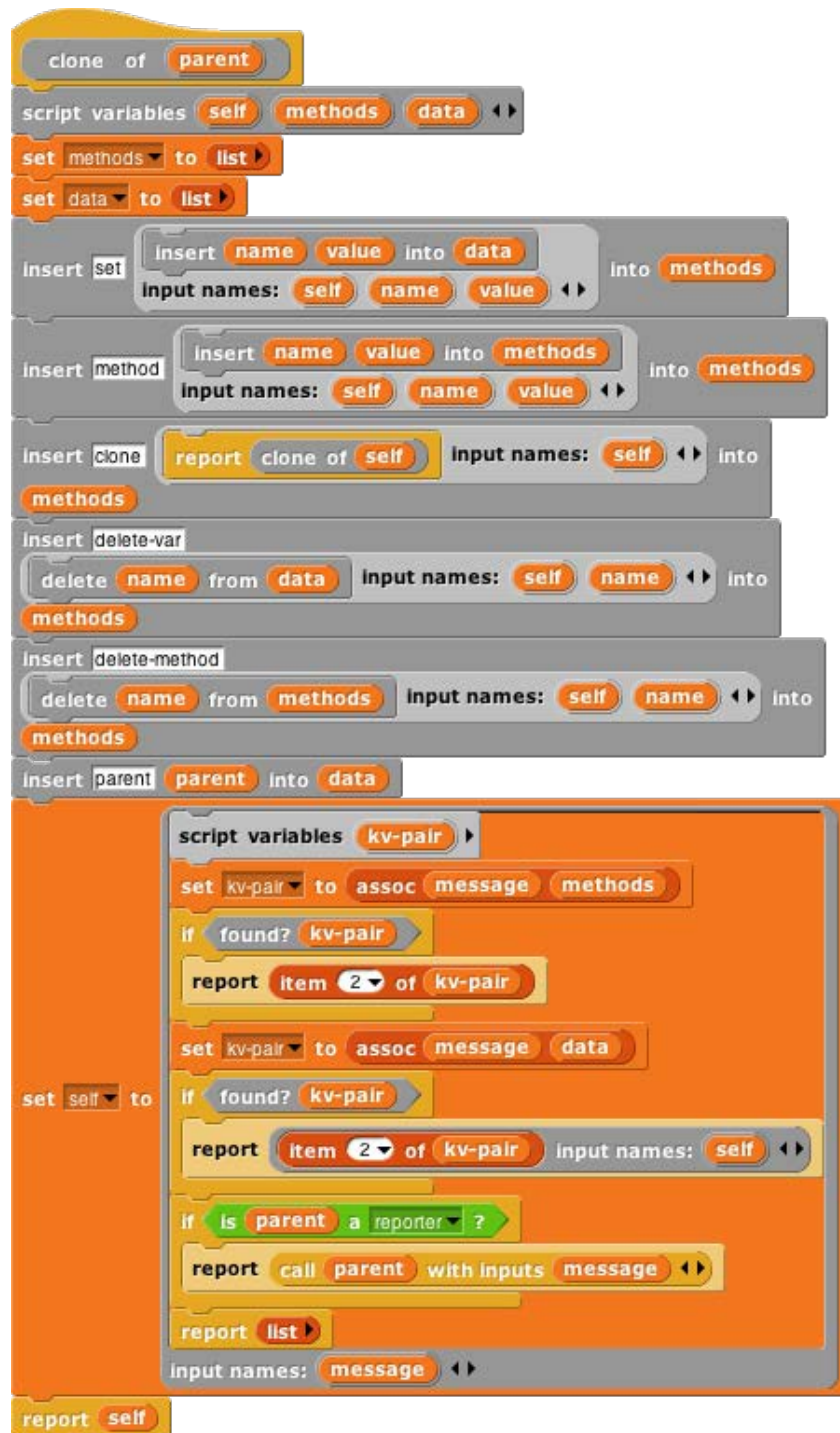 clone of parent
script variables self methods data
set methods to list
set data to list
insert name value into data
insert set into methods
input names: self name value
insert name value into methods
insert method into methods
input names: self name value
insert clone report clone of self input names: self into
methods
insert delete-var
delete name from data input names: self name into
methods
insert delete-method
delete name from methods input names: self name into
methods
insert parent parent into data
script variables kv-pair
set kv-pair to assoc message methods
if found? kv-pair
report item 2 of kv-pair
set kv-pair to assoc message data
set self to if found? kv-pair
report item 2 of kv-pair input names: self
if is parent a reporter ?
report call parent with inputs message
report list
input names: message
report self